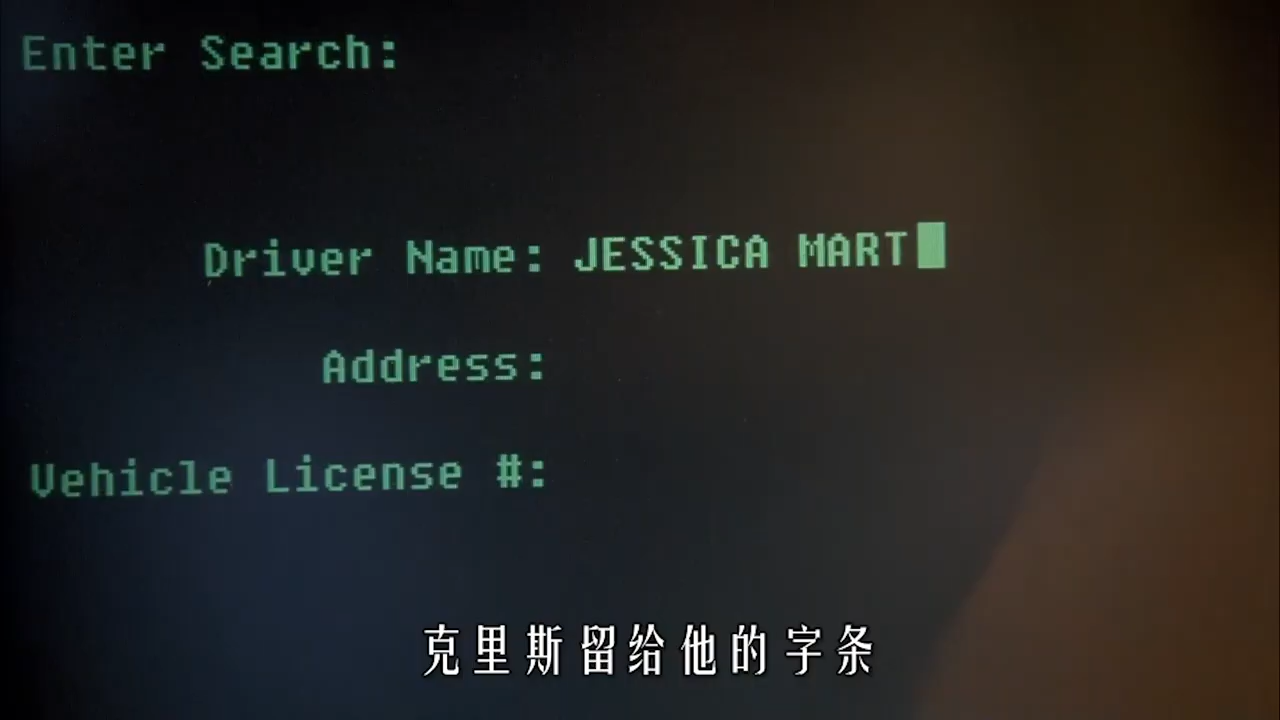 Enter Search:
Driver Name: JESSICA MART
Address:
Vehicle License #:
克里斯留给他的字条